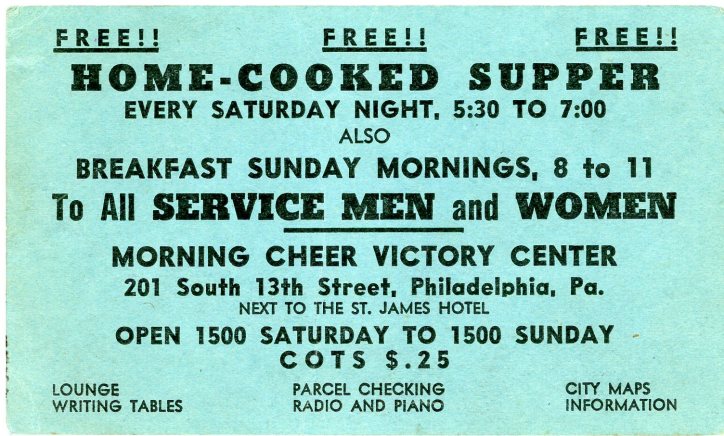 FREE!! FREE!! FREE!!
HOME-COOKED SUPPER
EVERY SATURDAY NIGHT, 5:30 TO 7:00
ALSO
BREAKFAST SUNDAY MORNINGS, 8 to 11
To All SERVICE MEN and WOMEN
MORNING CHEER VICTORY CENTER
201 South 13th Street, Philadelphia, Pa.
NEXT TO THE ST. JAMES HOTEL
OPEN 1500 SATURDAY TO 1500 SUNDAY
COTS $.25
LOUNGE PARCEL CHECKING CITY MAPS
WRITING TABLES RADIO AND PIANO INFORMATION